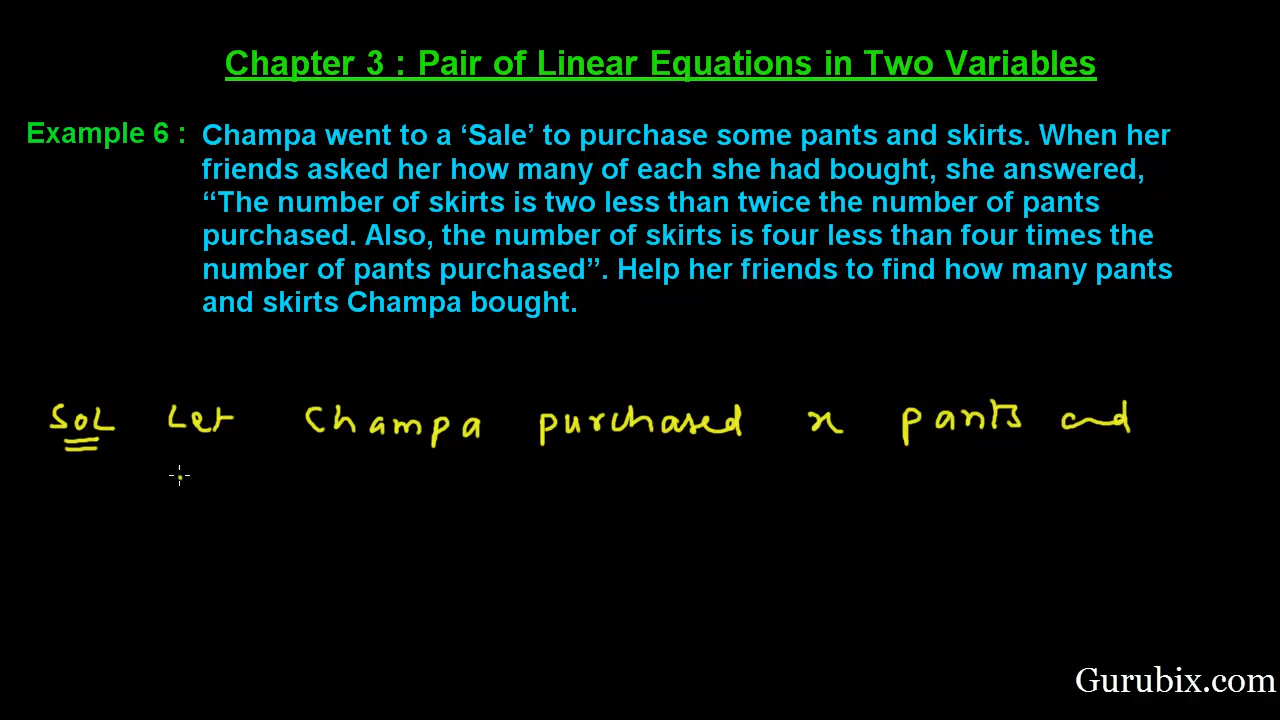 Chapter 3 : Pair of Linear Equations in Two Variables
Example 6 : Champa went to a ‘Sale’ to purchase some pants and skirts. When her
friends asked her how many of each she had bought, she answered,
“The number of skirts is two less than twice the number of pants
purchased. Also, the number of skirts is four less than four times the
number of pants purchased”. Help her friends to find how many pants
and skirts Champa bought.
SOL Let Champa purchased x pants and
Gurubix.com